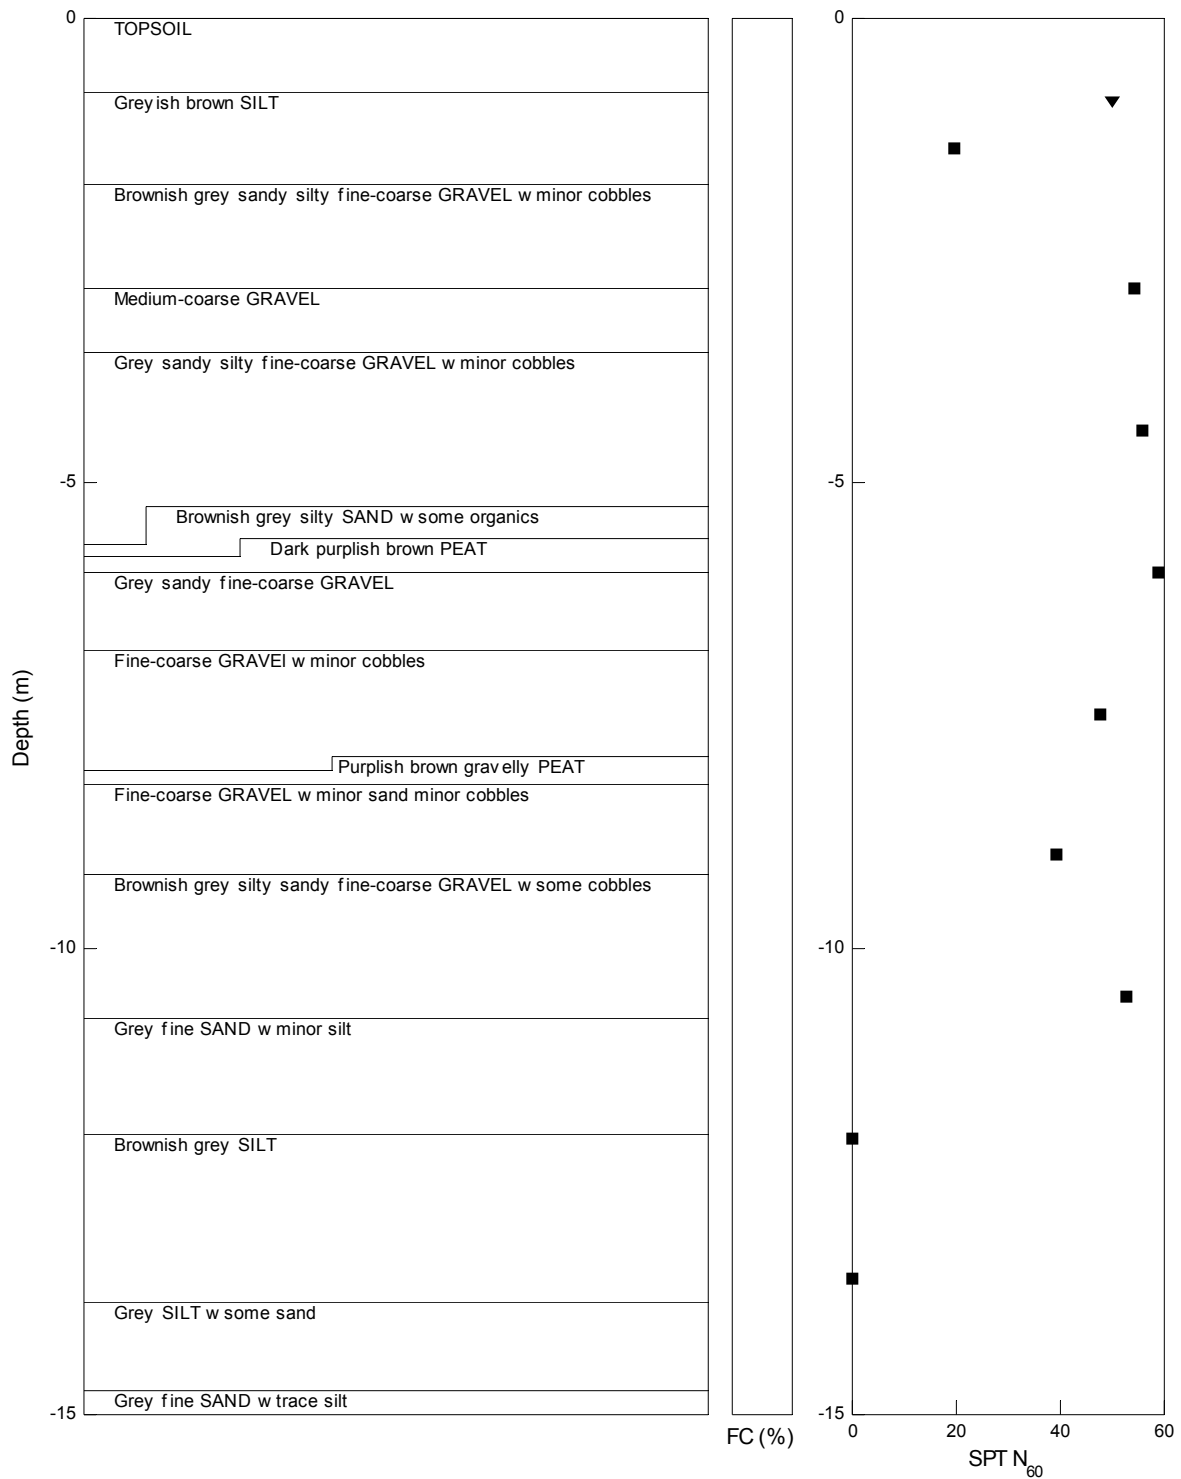 0
TOPSOIL
Greyish brown SILT
Brownish grey sandy silty fine-coarse GRAVEL w minor cobbles
Medium-coarse GRAVEL
Grey sandy silty fine-coarse GRAVEL w minor cobbles
-5
Brownish grey silty SAND w some organics
Dark purplish brown PEAT
Grey sandy fine-coarse GRAVEL
Fine-coarse GRAVEl w minor cobbles
Depth (m)
Purplish brown gravelly PEAT
Fine-coarse GRAVEL w minor sand minor cobbles
Brownish grey silty sandy fine-coarse GRAVEL w some cobbles
-10
Grey fine SAND w minor silt
Brownish grey SILT
Grey SILT w some sand
Grey fine SAND w trace silt
-15
FC (%)
0
-5
-10
-15
0 20 40 60
SPT N60